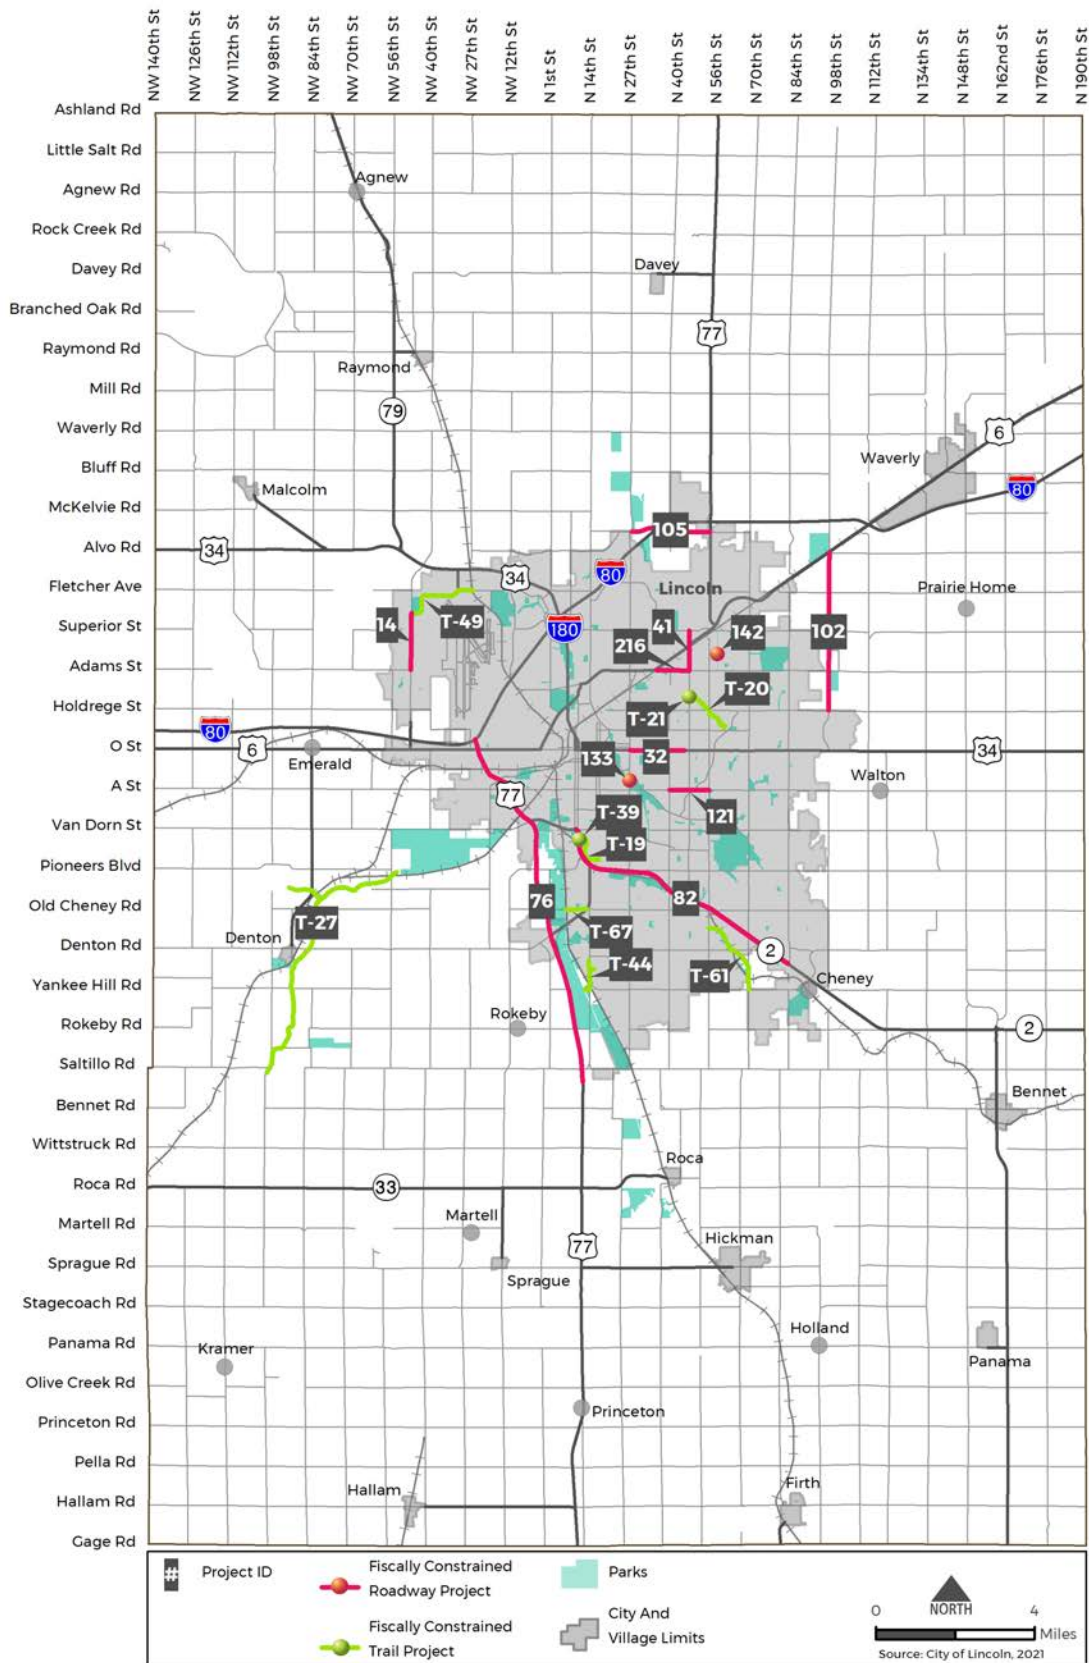 NW 140th St
NW 126th St
NW 112th St
NW 98th St
NW 84th St
NW 70th St
NW 56th St
NW 40th St
NW 27th St
NW 12th St
N 1st St
N 14th St
N 27th St
N 40th St
N 56th St
N 70th St
N 84th St
N 98th St
N 112th St
N 134th St
N 148th St
N 162nd St
N 176th St
N 190th St
Ashland Rd
Little Salt Rd
Agnew Rd
Rock Creek Rd
Davey Rd
Branched Oak Rd
Raymond Rd
Mill Rd
Waverly Rd
Bluff Rd
McKelvie Rd
Alvo Rd
Fletcher Ave
Superior St
Adams St
Holdrege St
O St
A St
Van Dorn St
Pioneers Blvd
Old Cheney Rd
Denton Rd
Yankee Hill Rd
Rokeby Rd
Saltillo Rd
Bennet Rd
Wittstruck Rd
Roca Rd
Martell Rd
Sprague Rd
Stagecoach Rd
Panama Rd
Olive Creek Rd
Princeton Rd
Pella Rd
Hallam Rd
Gage Rd
Agnew
Davey
77
Raymond
79
6
Waverly
80
Malcolm
105
34
34
80
Lincoln
Prairie Home
14
T-49
180
41
142
102
216
T-20
T-21
80
6
Emerald
133
32
34
Walton
77
T-39
121
T-19
76
82
T-27
Denton
T-67
T-44
T-61
2
Cheney
Rokeby
2
Bennet
Roca
33
Martell
77
Hickman
Sprague
Holland
Kramer
Panama
Princeton
Hallam
Firth
#
Project ID
Fiscally Constrained
Roadway Project
Fiscally Constrained
Trail Project
Parks
City And
Village Limits
NORTH
0
4
Miles
Source: City of Lincoln, 2021